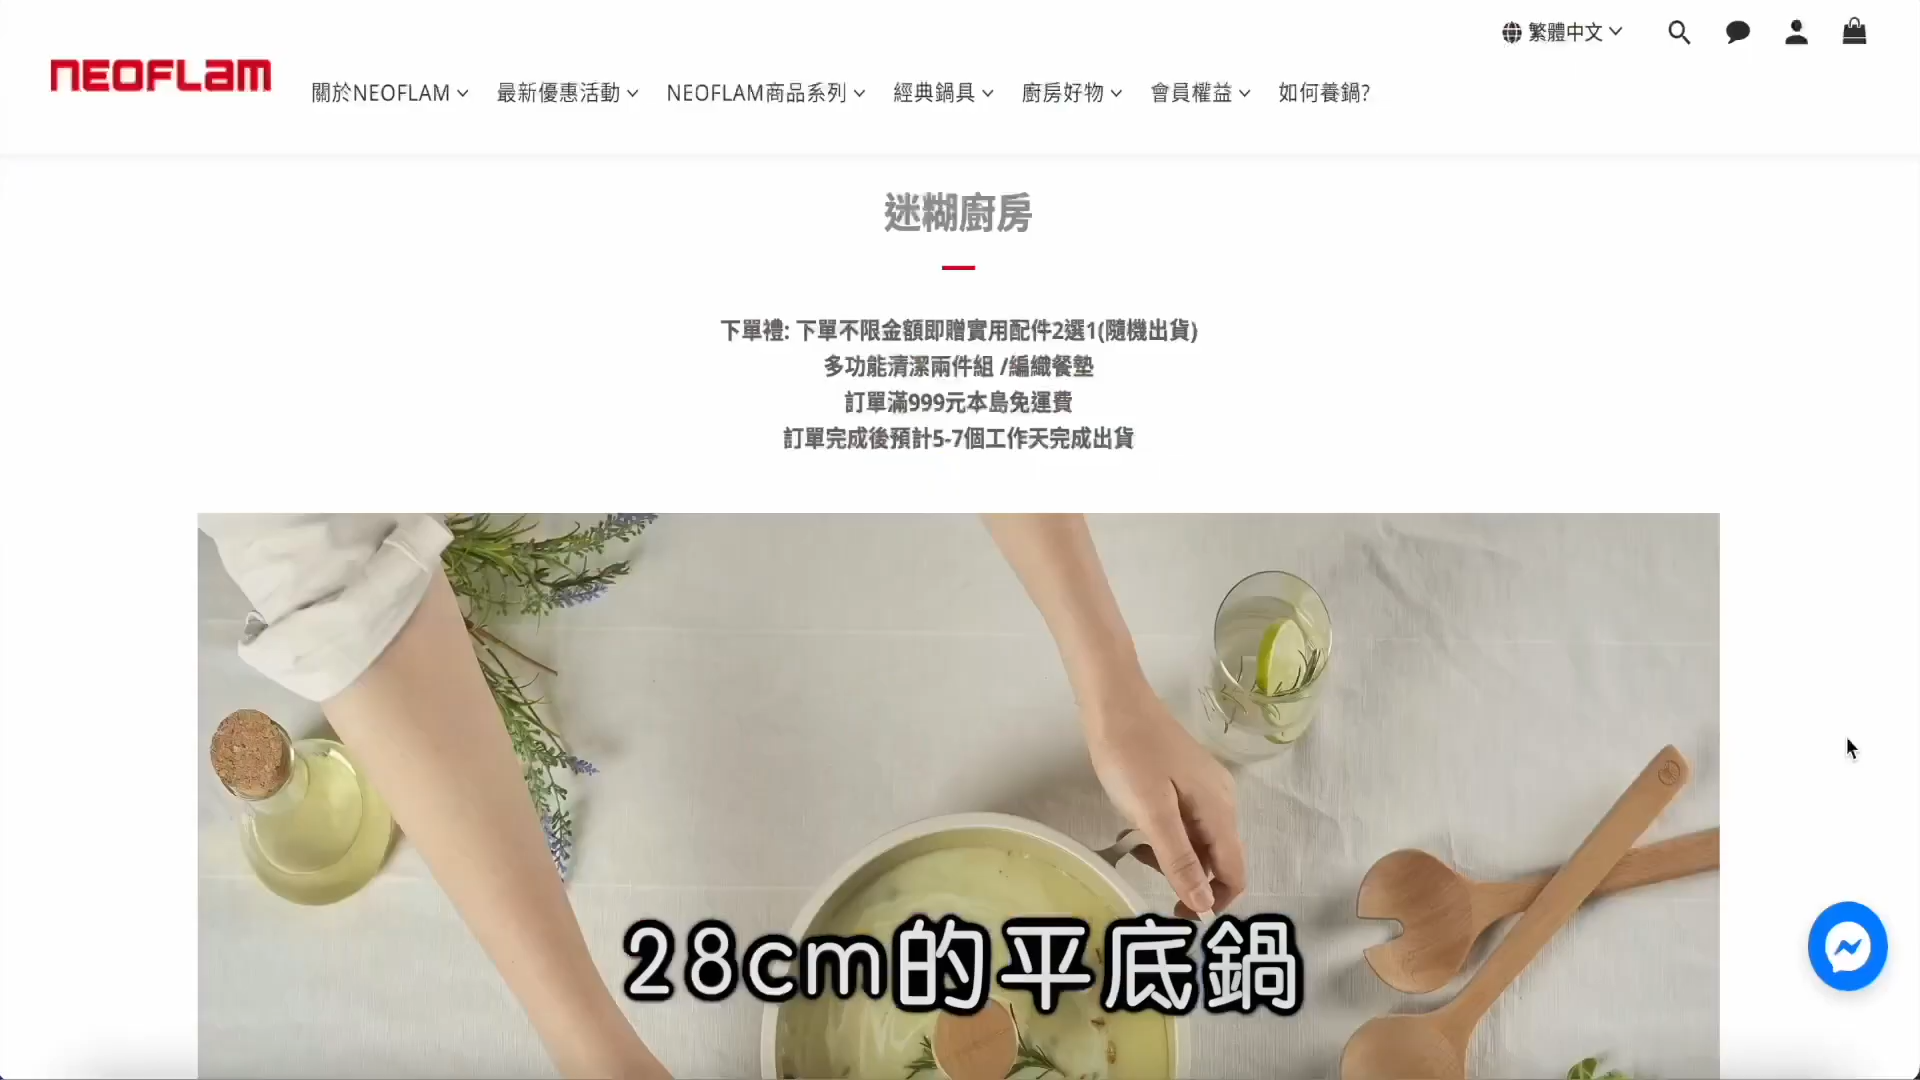 繁體中文
NEOFLAM
關於NEOFLAM
最新優惠活動
NEOFLAM商品系列
經典鍋具
廚房好物
會員權益
如何養鍋?
迷糊廚房
下單禮: 下單不限金額即贈實用配件2選1(隨機出貨)
多功能清潔兩件組 /編織餐墊
訂單滿999元本島免運費
訂單完成後預計5-7個工作天完成出貨
28cm的平底鍋